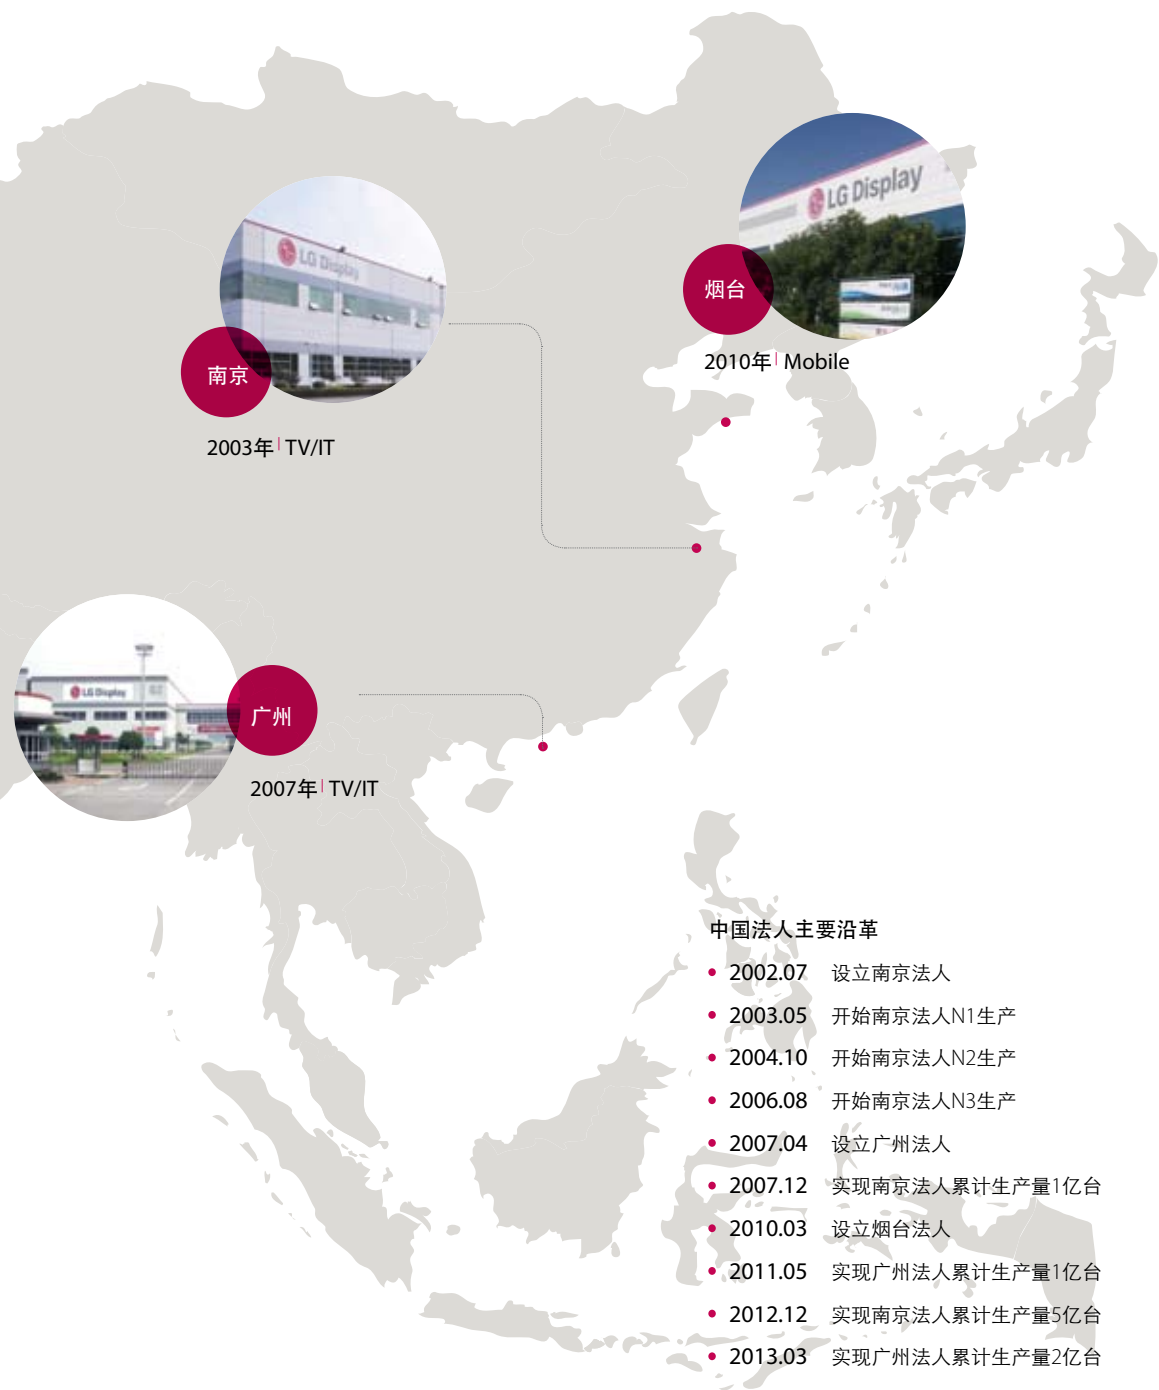 LG Display
烟台
2010年 | Mobile
LG Display
南京
2003年 | TV/IT
LG Display
广州
2007年 | TV/IT
中国法人主要沿革
• 2002.07 设立南京法人
• 2003.05 开始南京法人N1生产
• 2004.10 开始南京法人N2生产
• 2006.08 开始南京法人N3生产
• 2007.04 设立广州法人
• 2007.12 实现南京法人累计生产量1亿台
• 2010.03 设立烟台法人
• 2011.05 实现广州法人累计生产量1亿台
• 2012.12 实现南京法人累计生产量5亿台
• 2013.03 实现广州法人累计生产量2亿台